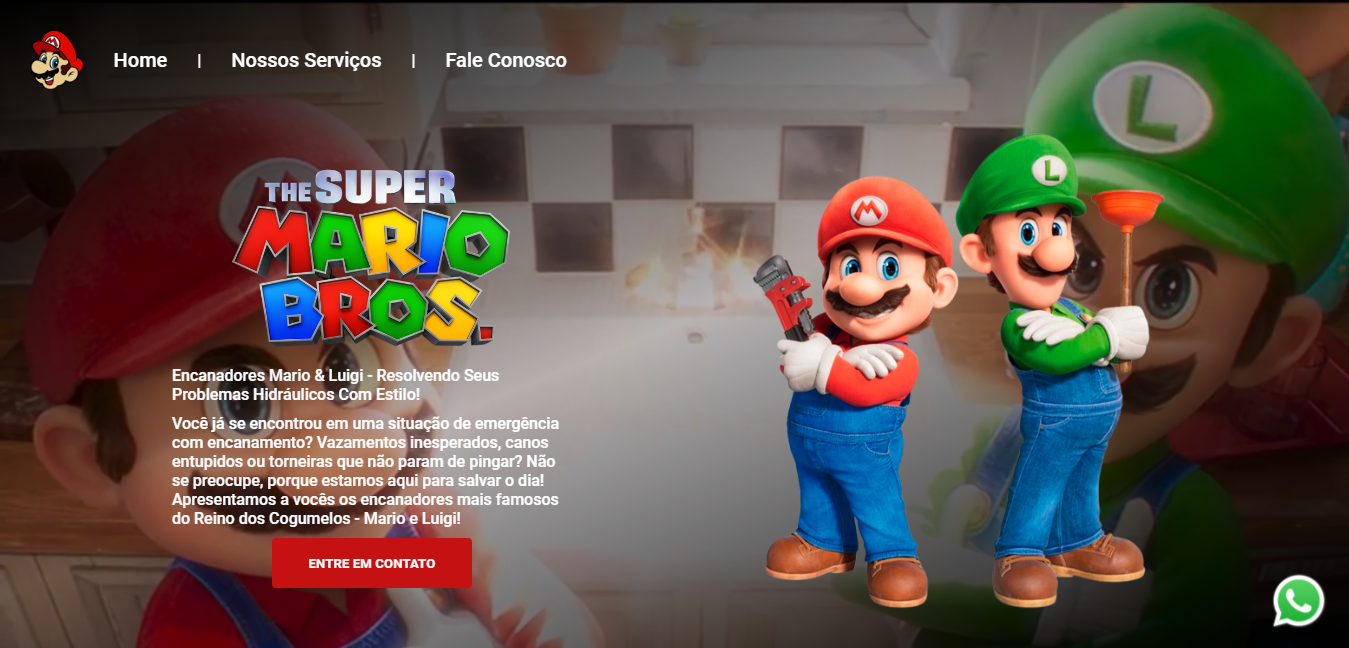 Home | Nossos Serviços | Fale Conosco
THE SUPER
MARIO
BROS.
Encanadores Mario & Luigi - Resolvendo Seus
Problemas Hidráulicos Com Estilo!
Você já se encontrou em uma situação de emergência
com encanamento? Vazamentos inesperados, canos
entupidos ou torneiras que não param de pingar? Não
se preocupe, porque estamos aqui para salvar o dia!
Apresentamos a vocês os encanadores mais famosos
do Reino dos Cogumelos - Mario e Luigi!
ENTRE EM CONTATO
M
L
L